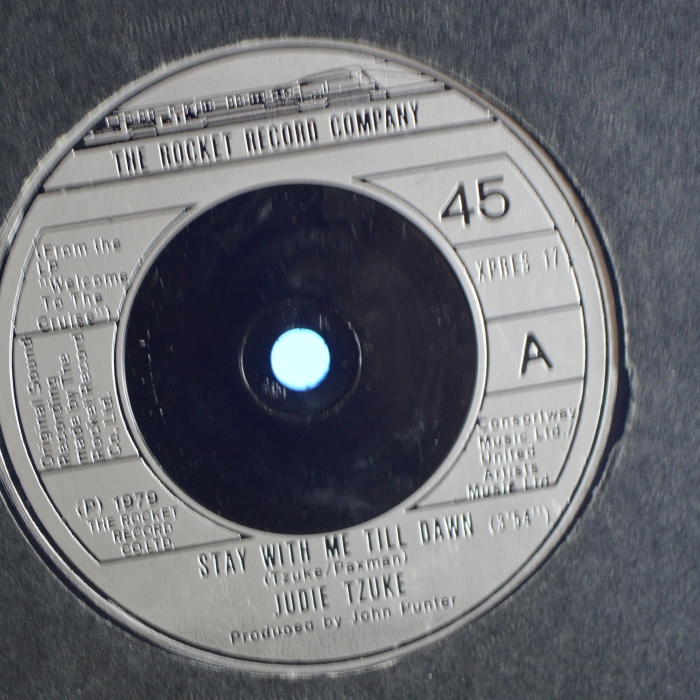 THE ROCKET RECORD COMPANY
45
XPRES 17
A
(From the
LP
"Welcome
To The
Cruise")
Original Sound
Recording
made by The
Rocket Record
Co. Ltd.
Consortway
Music Ltd./
United
Artists
Music Ltd.
(P) 1979
THE ROCKET
RECORD
CO.LTD.
STAY WITH ME TILL DAWN (3'54")
(Tzuke/Paxman)
JUDIE TZUKE
Produced by John Punter